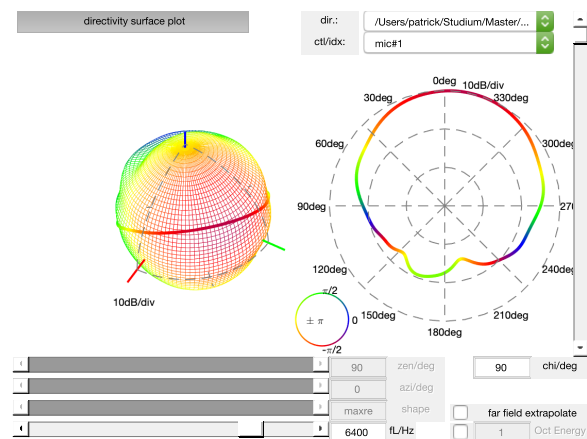 directivity surface plot
dir.:
/Users/patrick/Studium/Master/...
ctl/idx:
mic#1
0deg
10dB/div
30deg
330deg
60deg
300deg
90deg
270
120deg
240deg
150deg
210deg
180deg
10dB/div
π/2
± π
0
-π/2
90
zen/deg
90
chi/deg
0
azi/deg
maxre
shape
far field extrapolate
6400
fL/Hz
1
Oct Energy